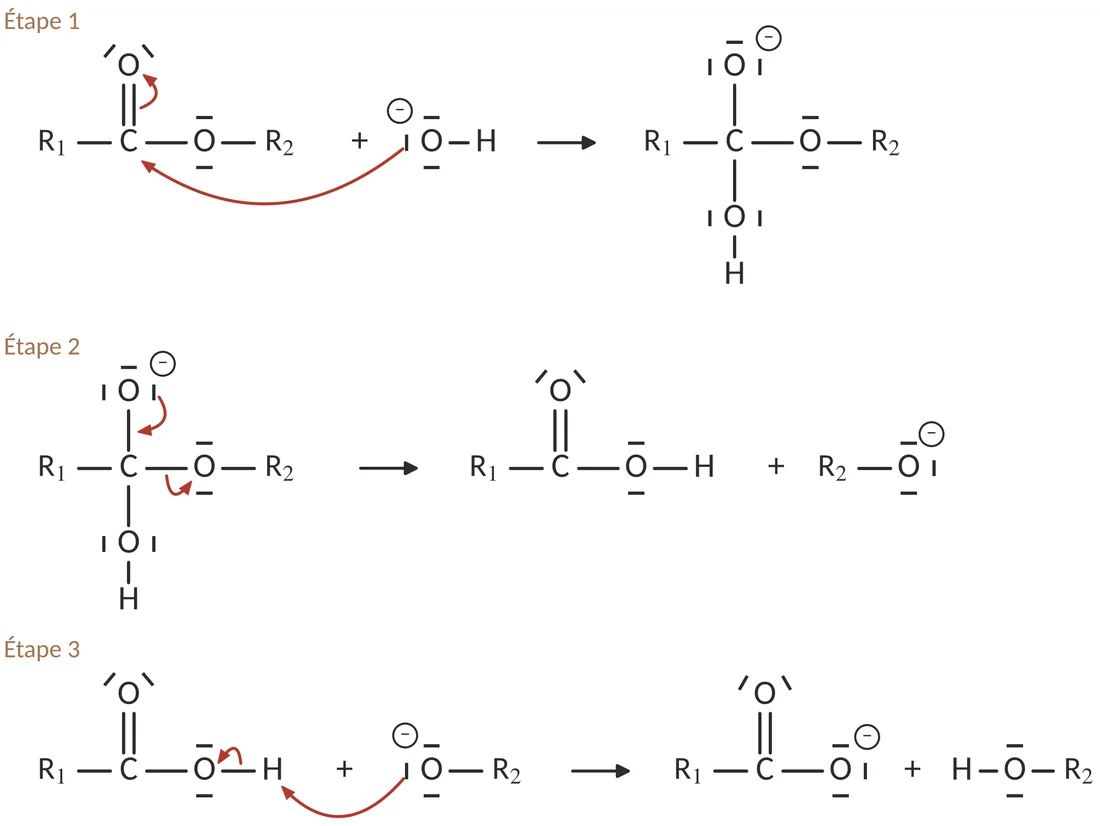 Étape 1
O O ⊖
R₁ C O R₂ + ⊖ O H R₁ C O R₂
O
H
Étape 2
O ⊖ O
R₁ C O R₂ R₁ C O H + R₂ O ⊖
O
H
Étape 3
O O
R₁ C O H + ⊖ O R₂ R₁ C O ⊖ + H O R₂